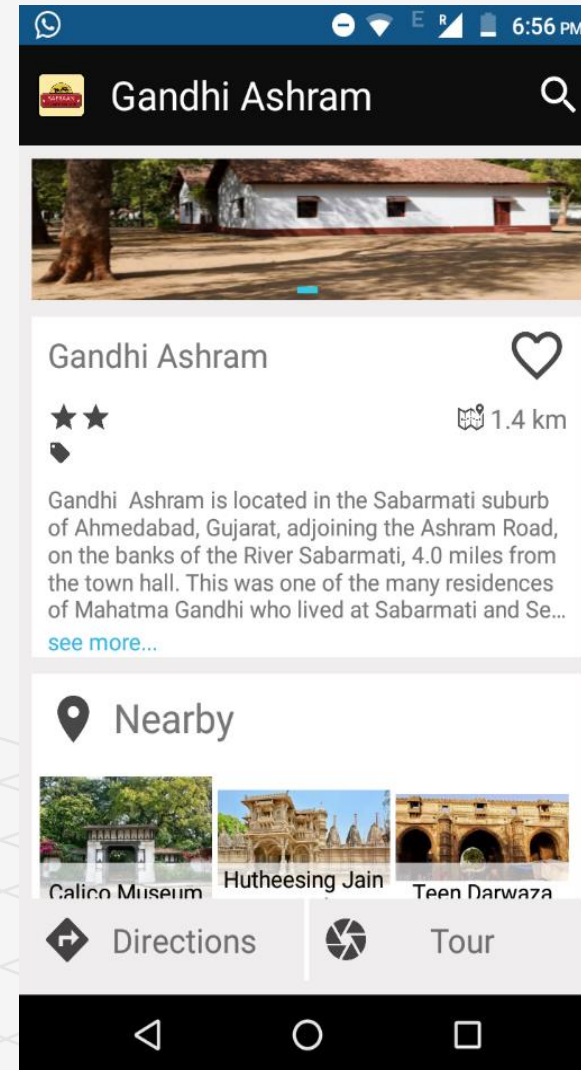 E R 6:56 PM
Gandhi Ashram
Gandhi Ashram
1.4 km
Gandhi Ashram is located in the Sabarmati suburb
of Ahmedabad, Gujarat, adjoining the Ashram Road,
on the banks of the River Sabarmati, 4.0 miles from
the town hall. This was one of the many residences
of Mahatma Gandhi who lived at Sabarmati and Se...
see more...
Nearby
Calico Museum
Hutheesing Jain
Teen Darwaza
Directions
Tour